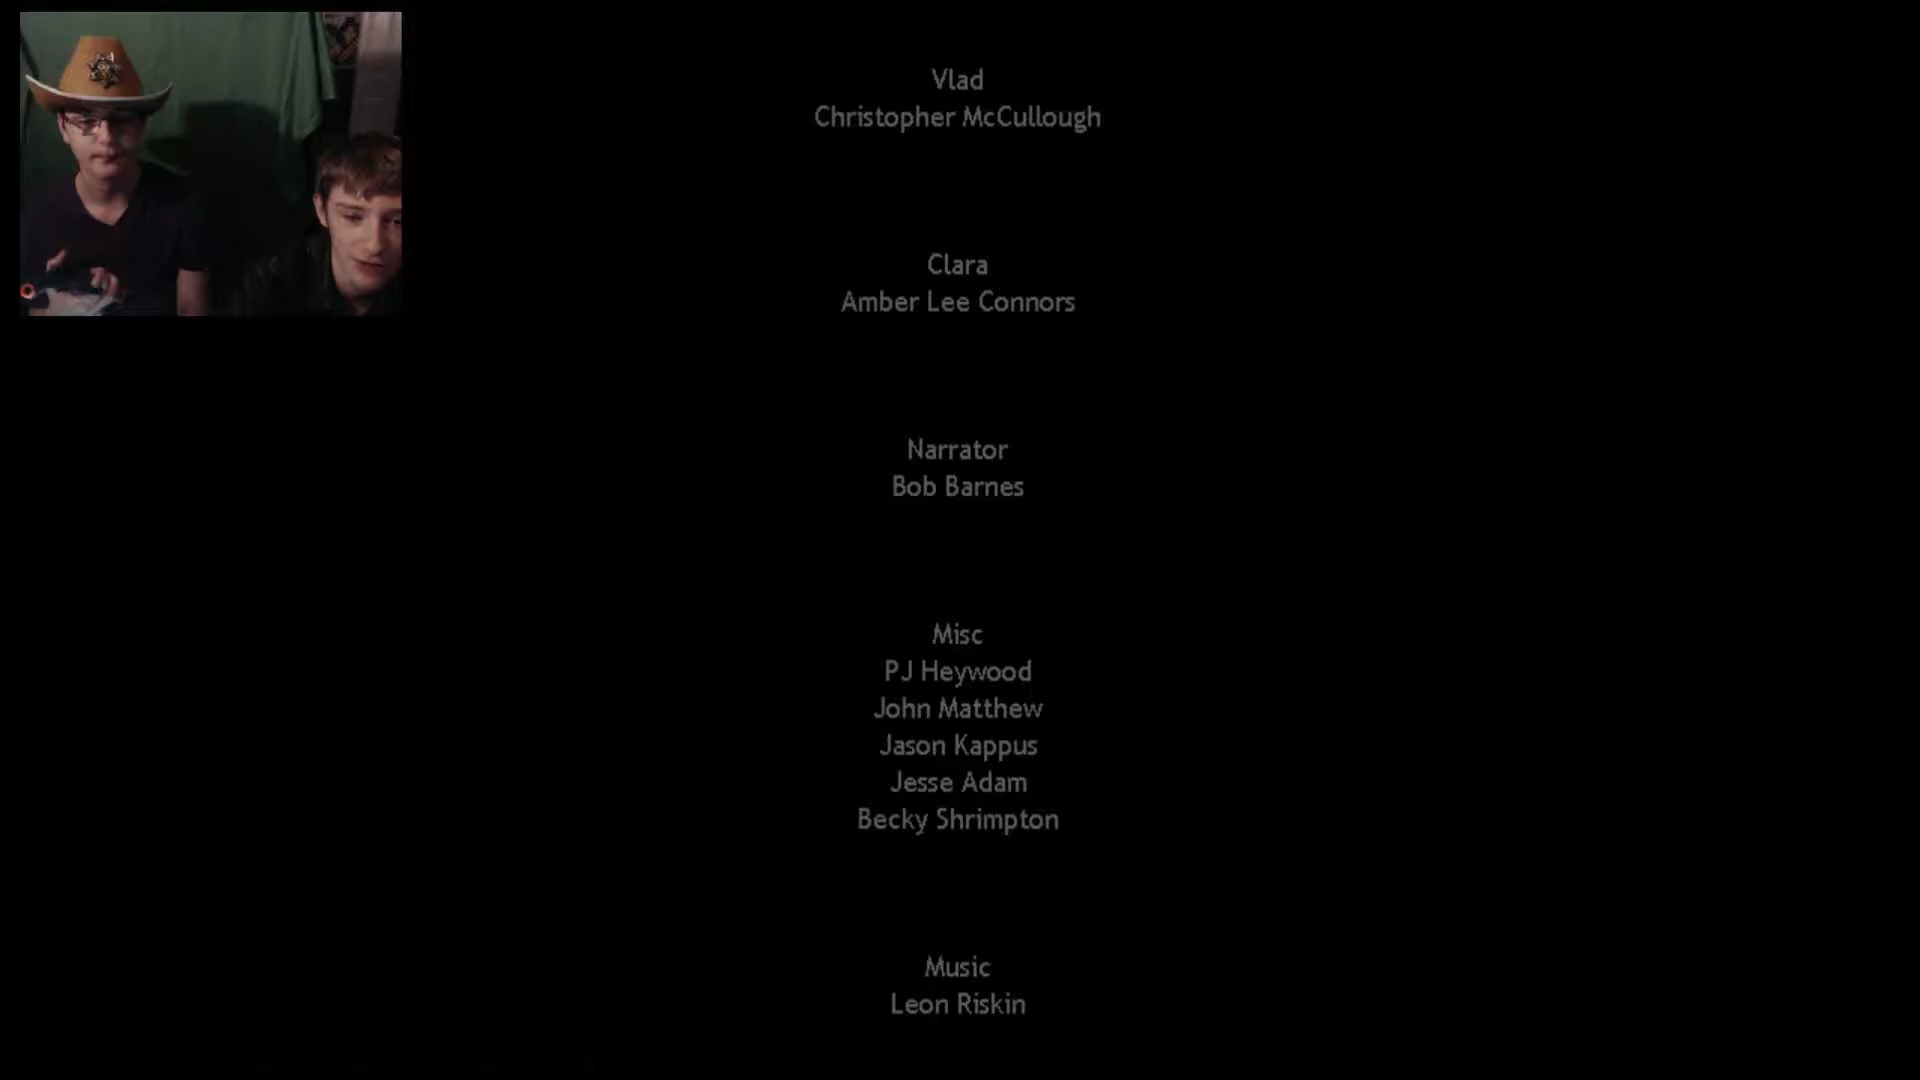 Vlad
Christopher McCullough
Clara
Amber Lee Connors
Narrator
Bob Barnes
Misc
PJ Heywood
John Matthew
Jason Kappus
Jesse Adam
Becky Shrimpton
Music
Leon Riskin